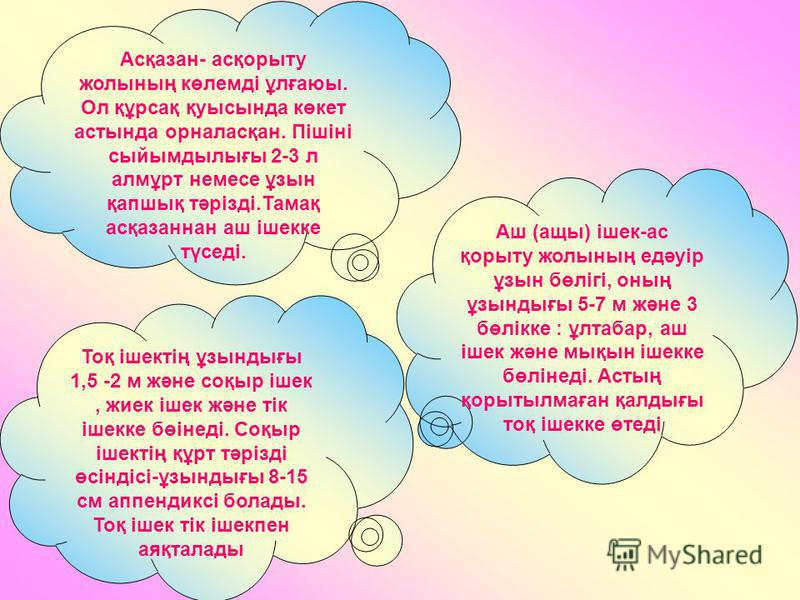 Асқазан- асқорыту
жолының көлемді ұлғаюы.
Ол құрсақ қуысында көкет
астында орналасқан. Пішіні
сыйымдылығы 2-3 л
алмұрт немесе ұзын
қапшық тәрізді.Тамақ
асқазаннан аш ішекке
түседі.
Аш (ащы) ішек-ас
қорыту жолының едәуір
ұзын бөлігі, оның
ұзындығы 5-7 м және 3
бөлікке : ұлтабар, аш
ішек және мықын ішекке
бөлінеді. Астың
қорытылмаған қалдығы
тоқ ішекке өтеді
Тоқ ішектің ұзындығы
1,5 -2 м және соқыр ішек
, жиек ішек және тік
ішекке бөінеді. Соқыр
ішектің құрт тәрізді
өсіндісі-ұзындығы 8-15
см аппендиксі болады.
Тоқ ішек тік ішекпен
аяқталады
MyShared